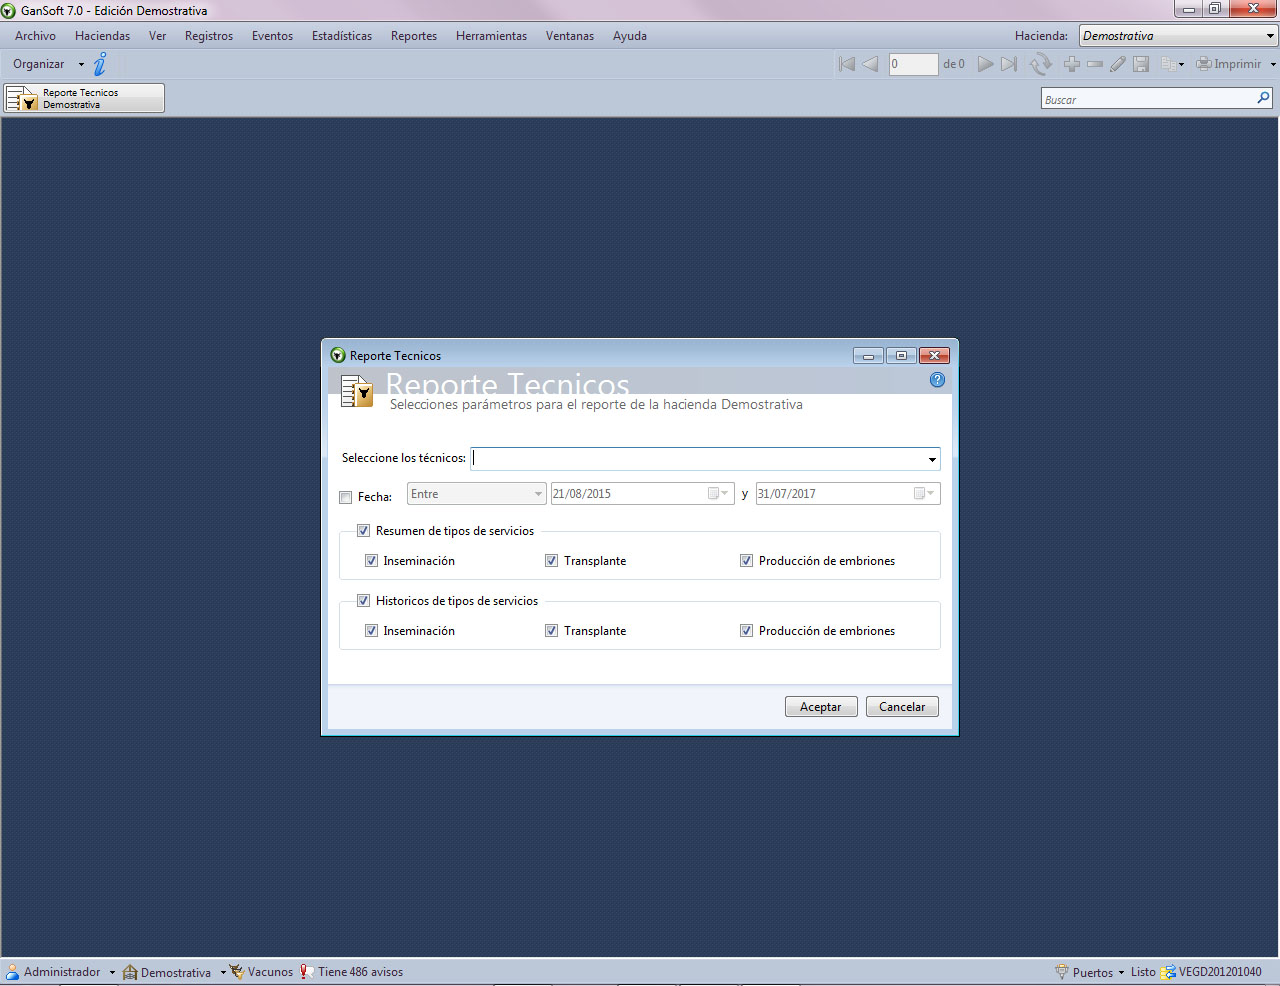 GanSoft 7.0 - Edición Demostrativa
Archivo Haciendas Ver Registros Eventos Estadísticas Reportes Herramientas Ventanas Ayuda Hacienda: Demostrativa
Organizar 0 de 0 Imprimir
Reporte Tecnicos
Demostrativa
Buscar
Reporte Tecnicos
Reporte Tecnicos
Selecciones parámetros para el reporte de la hacienda Demostrativa
Seleccione los técnicos:
Fecha: Entre 21/08/2015 y 31/07/2017
Resumen de tipos de servicios
Inseminación Transplante Producción de embriones
Historicos de tipos de servicios
Inseminación Transplante Producción de embriones
Aceptar Cancelar
Administrador Demostrativa Vacunos Tiene 486 avisos Puertos Listo VEGD201201040